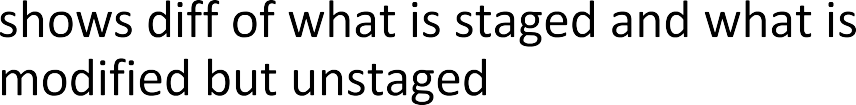 shows diff of what is staged and what is
modified but unstaged